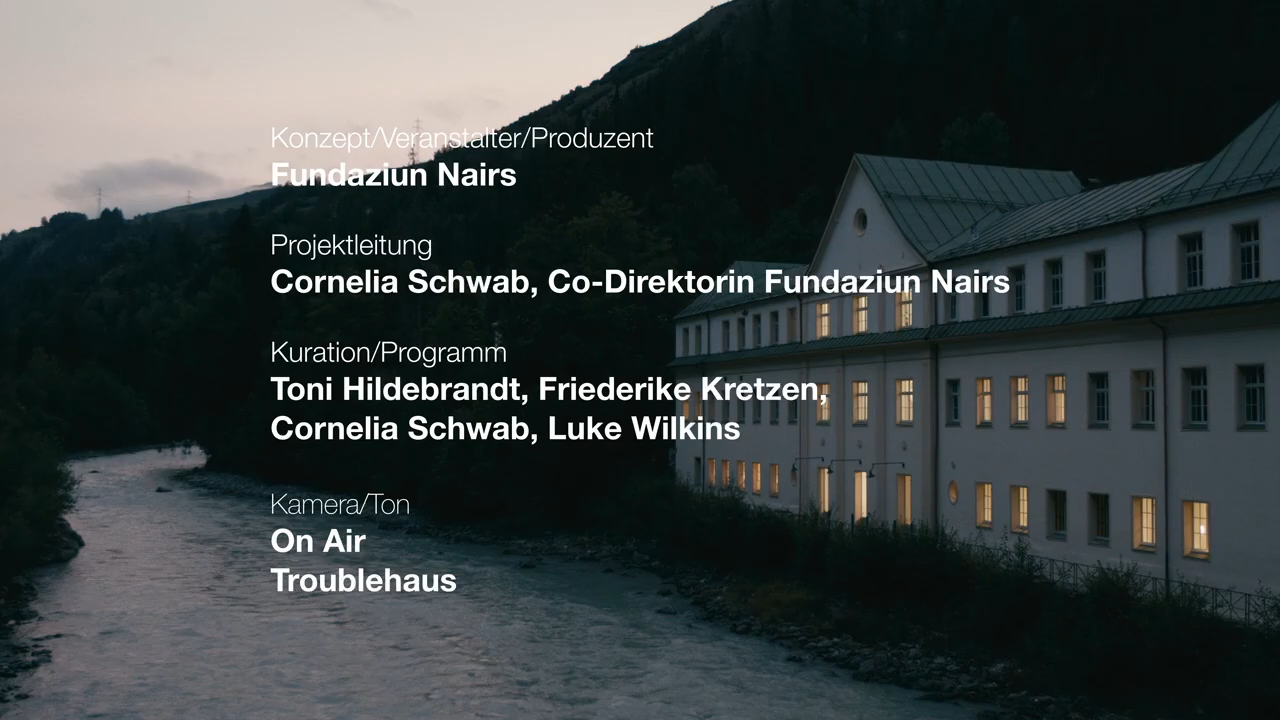 Konzept/Veranstalter/Produzent
Fundaziun Nairs
Projektleitung
Cornelia Schwab, Co-Direktorin Fundaziun Nairs
Kuration/Programm
Toni Hildebrandt, Friederike Kretzen,
Cornelia Schwab, Luke Wilkins
Kamera/Ton
On Air
Troublehaus